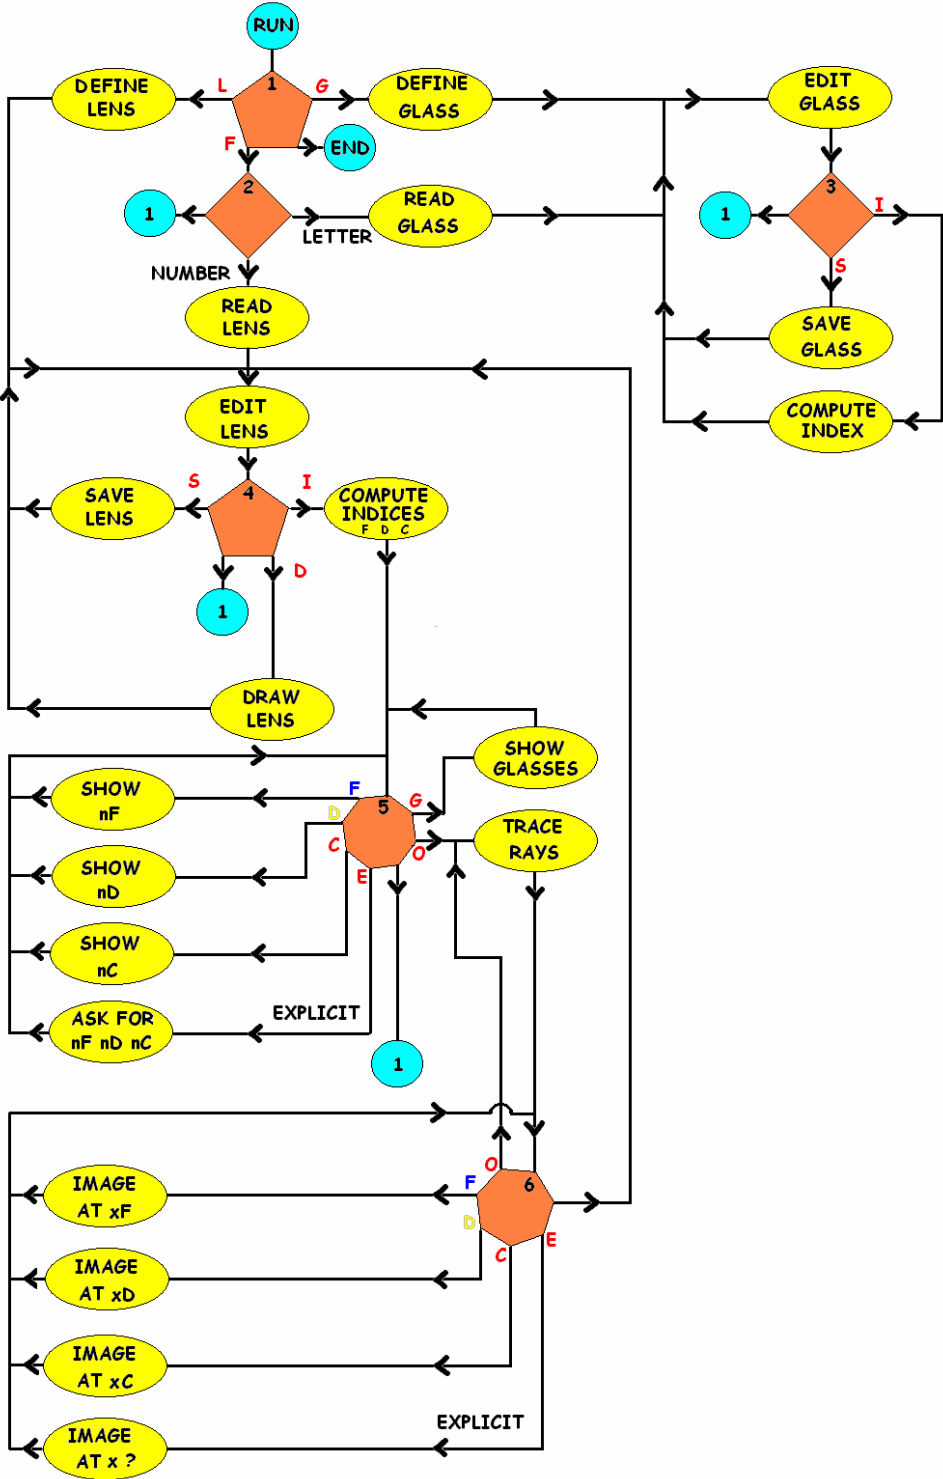 RUN
1
L
G
DEFINE
LENS
DEFINE
GLASS
EDIT
GLASS
F
END
2
1
LETTER
READ
GLASS
1
3
I
S
NUMBER
READ
LENS
SAVE
GLASS
EDIT
LENS
COMPUTE
INDEX
S
4
I
SAVE
LENS
COMPUTE
INDICES
F D C
D
1
DRAW
LENS
SHOW
GLASSES
SHOW
nF
F
5
G
D
C
O
E
TRACE
RAYS
SHOW
nD
SHOW
nC
ASK FOR
nF nD nC
EXPLICIT
1
O
6
F
D
C
E
IMAGE
AT xF
IMAGE
AT xD
IMAGE
AT xC
EXPLICIT
IMAGE
AT x ?